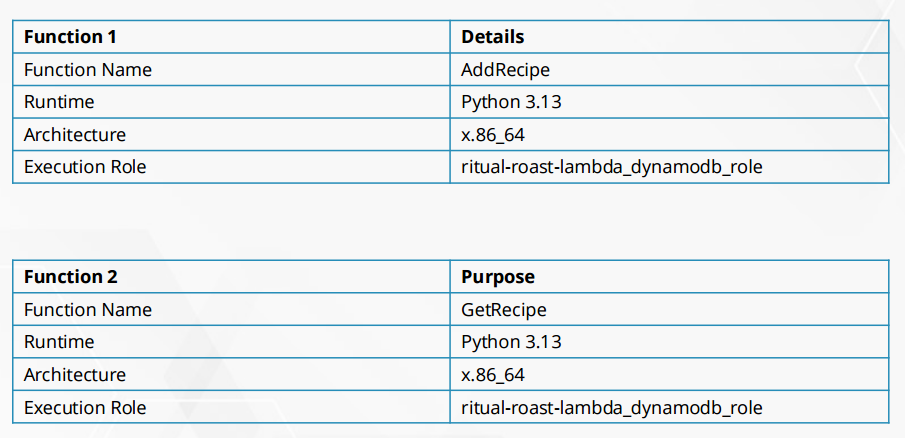 Function 1 Details
Function Name AddRecipe
Runtime Python 3.13
Architecture x.86_64
Execution Role ritual-roast-lambda_dynamodb_role
Function 2 Purpose
Function Name GetRecipe
Runtime Python 3.13
Architecture x.86_64
Execution Role ritual-roast-lambda_dynamodb_role